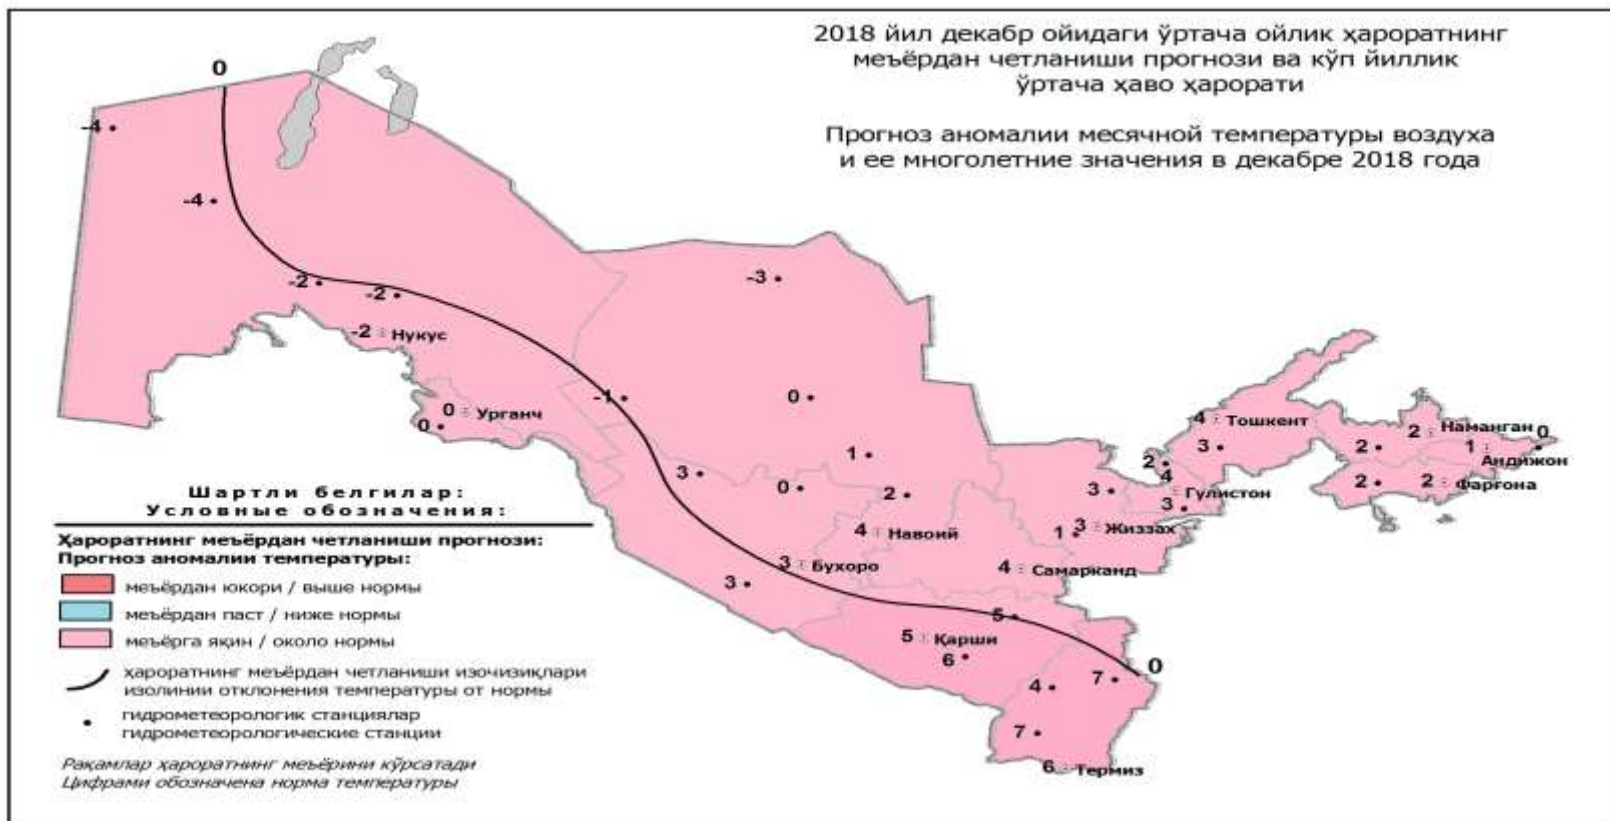 2018 йил декабр ойидаги ўртача ойлик ҳароратнинг
меъёрдан четланиши прогнози ва кўп йиллик
ўртача ҳаво ҳарорати
Прогноз аномалии месячной температуры воздуха
и ее многолетние значения в декабре 2018 года
0
-4
-4
-2
-2
-3
-2 Нукус
-1
0
0 Урганч
0
4 Тошкент
3
2
2 Наманган
0
2
1
Андижон
1
3
0
2
3
4
Гулистон
3
2
2 Фарғона
4 Навоий
1
3 Жиззах
3 Бухоро
4 Самарканд
3
5
5 Қарши
6
0
4
7
7
6 Термиз
Шартли белгилар:
Условные обозначения:
Ҳароратнинг меъёрдан четланиши прогнози:
Прогноз аномалии температуры:
меъёрдан юкори / выше нормы
меъёрдан паст / ниже нормы
меъёрга яқин / около нормы
ҳароратнинг меъёрдан четланиши изочизиқлари
изолинии отклонения температуры от нормы
гидрометеорологик станциялар
гидрометеорологические станции
Рақамлар ҳароратнинг меъёрини кўрсатади
Цифрами обозначена норма температуры